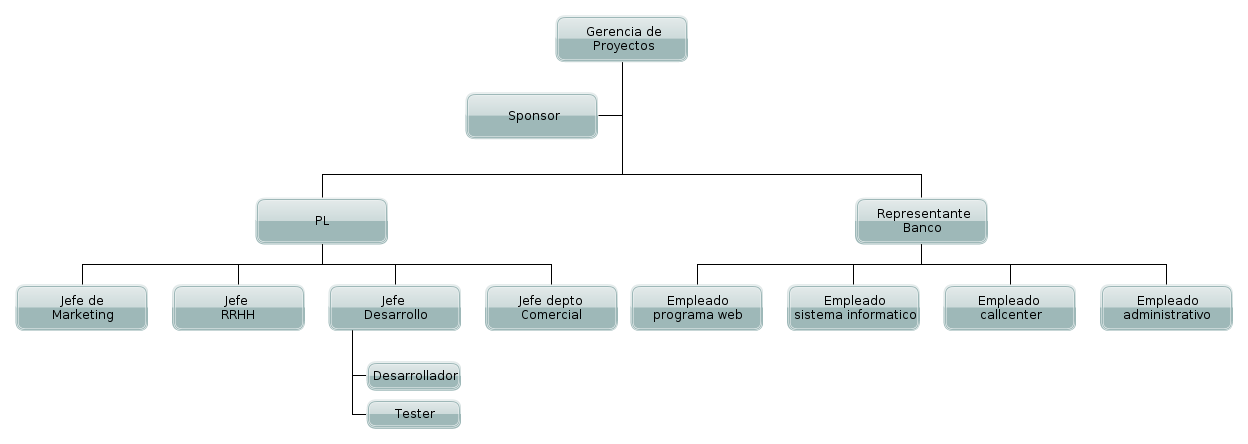 Gerencia de
Proyectos
Sponsor
PL
Representante
Banco
Jefe de
Marketing
Jefe
RRHH
Jefe
Desarrollo
Jefe depto
Comercial
Empleado
programa web
Empleado
sistema informatico
Empleado
callcenter
Empleado
administrativo
Desarrollador
Tester